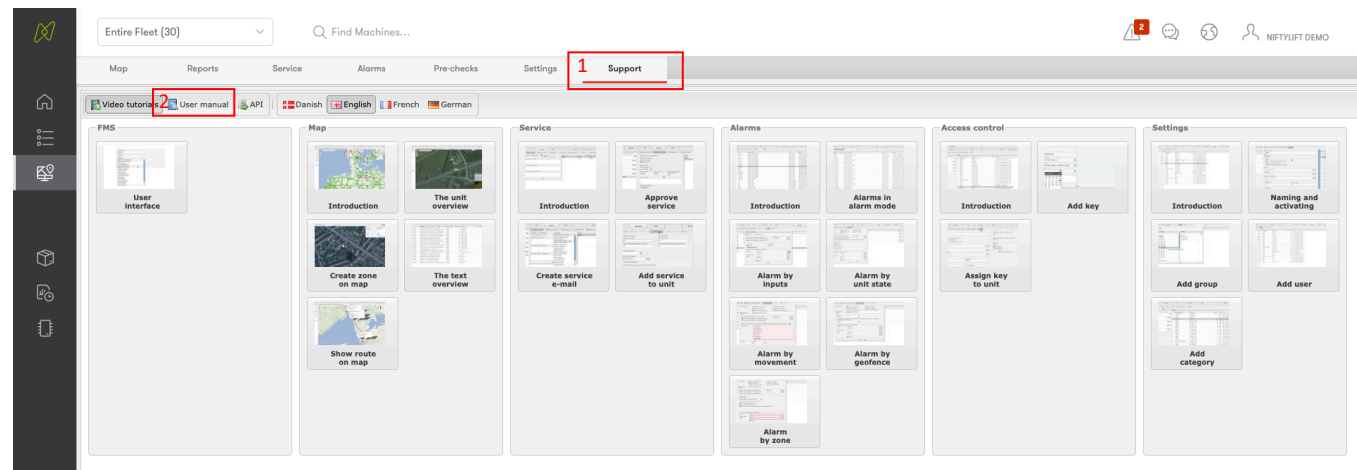 Entire Fleet (30)
Find Machines...
2
NIFTYLIFT DEMO
Map Reports Service Alarms Pre-checks Settings 1 Support
Video tutorials 2 User manual API Danish English French German
FMS
User
interface
Map
Introduction
The unit
overview
Create zone
on map
The text
overview
Show route
on map
Service
Introduction
Approve
service
Create service
e-mail
Add service
to unit
Alarms
Introduction
Alarms in
alarm mode
Alarm by
inputs
Alarm by
unit state
Alarm by
movement
Alarm by
geofence
Alarm
by zone
Access control
Introduction
Add key
Assign key
to unit
Settings
Introduction
Naming and
activating
Add group
Add user
Add
category